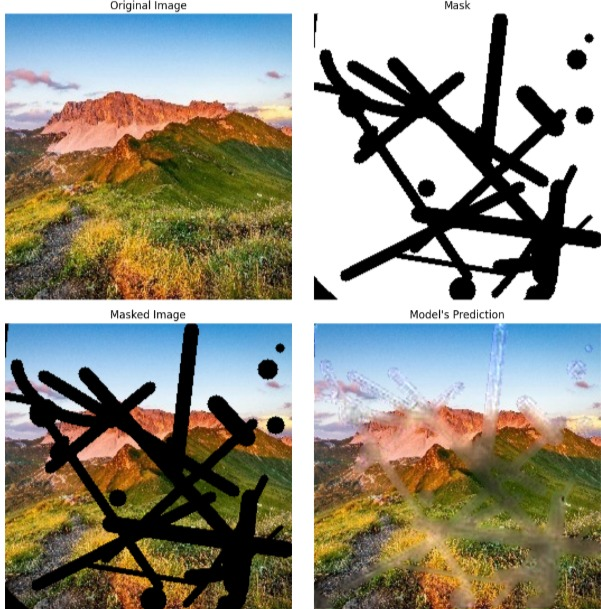 Original Image
Mask
Masked Image
Model's Prediction